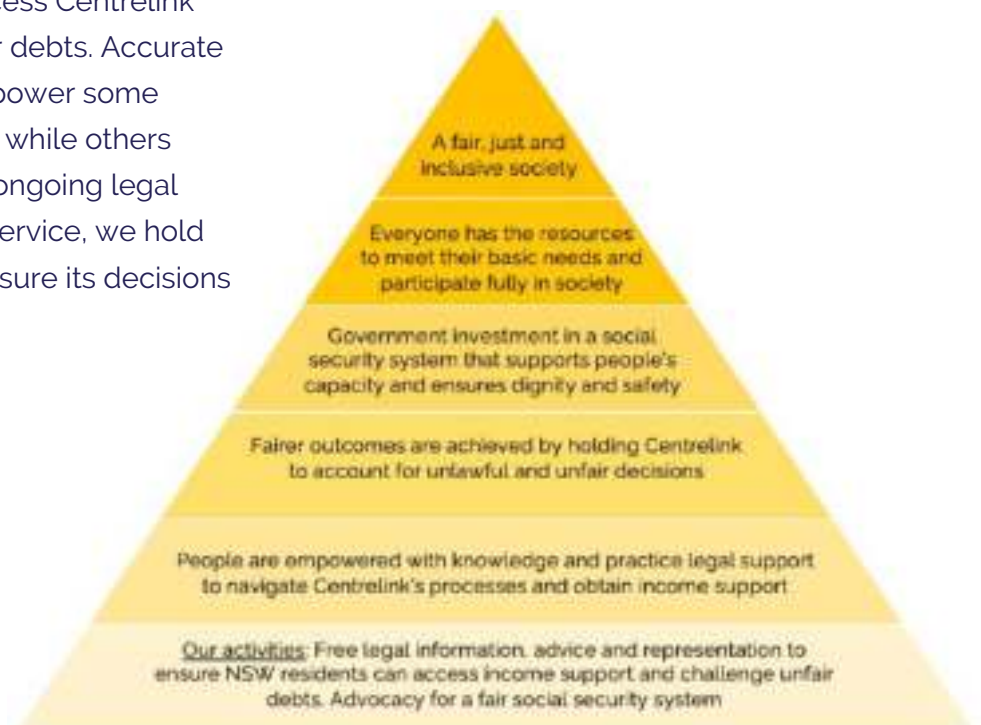 cess Centrelink
r debts. Accurate
power some
while others
ongoing legal
ervice, we hold
sure its decisions
A fair, just and
inclusive society
Everyone has the resources
to meet their basic needs and
participate fully in society
Government investment in a social
security system that supports people's
capacity and ensures dignity and safety
Fairer outcomes are achieved by holding Centrelink
to account for unlawful and unfair decisions
People are empowered with knowledge and practice legal support
to navigate Centrelink's processes and obtain income support
Our activities: Free legal information, advice and representation to
ensure NSW residents can access income support and challenge unfair
debts. Advocacy for a fair social security system